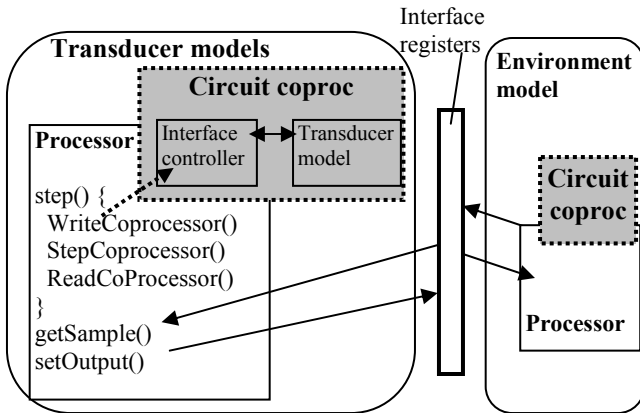 Transducer models
Circuit coproc
Processor
Interface
controller
Transducer
model
step() {
WriteCoprocessor()
StepCoprocessor()
ReadCoProcessor()
}
getSample()
setOutput()
Interface
registers
Environment
model
Circuit
coproc
Processor